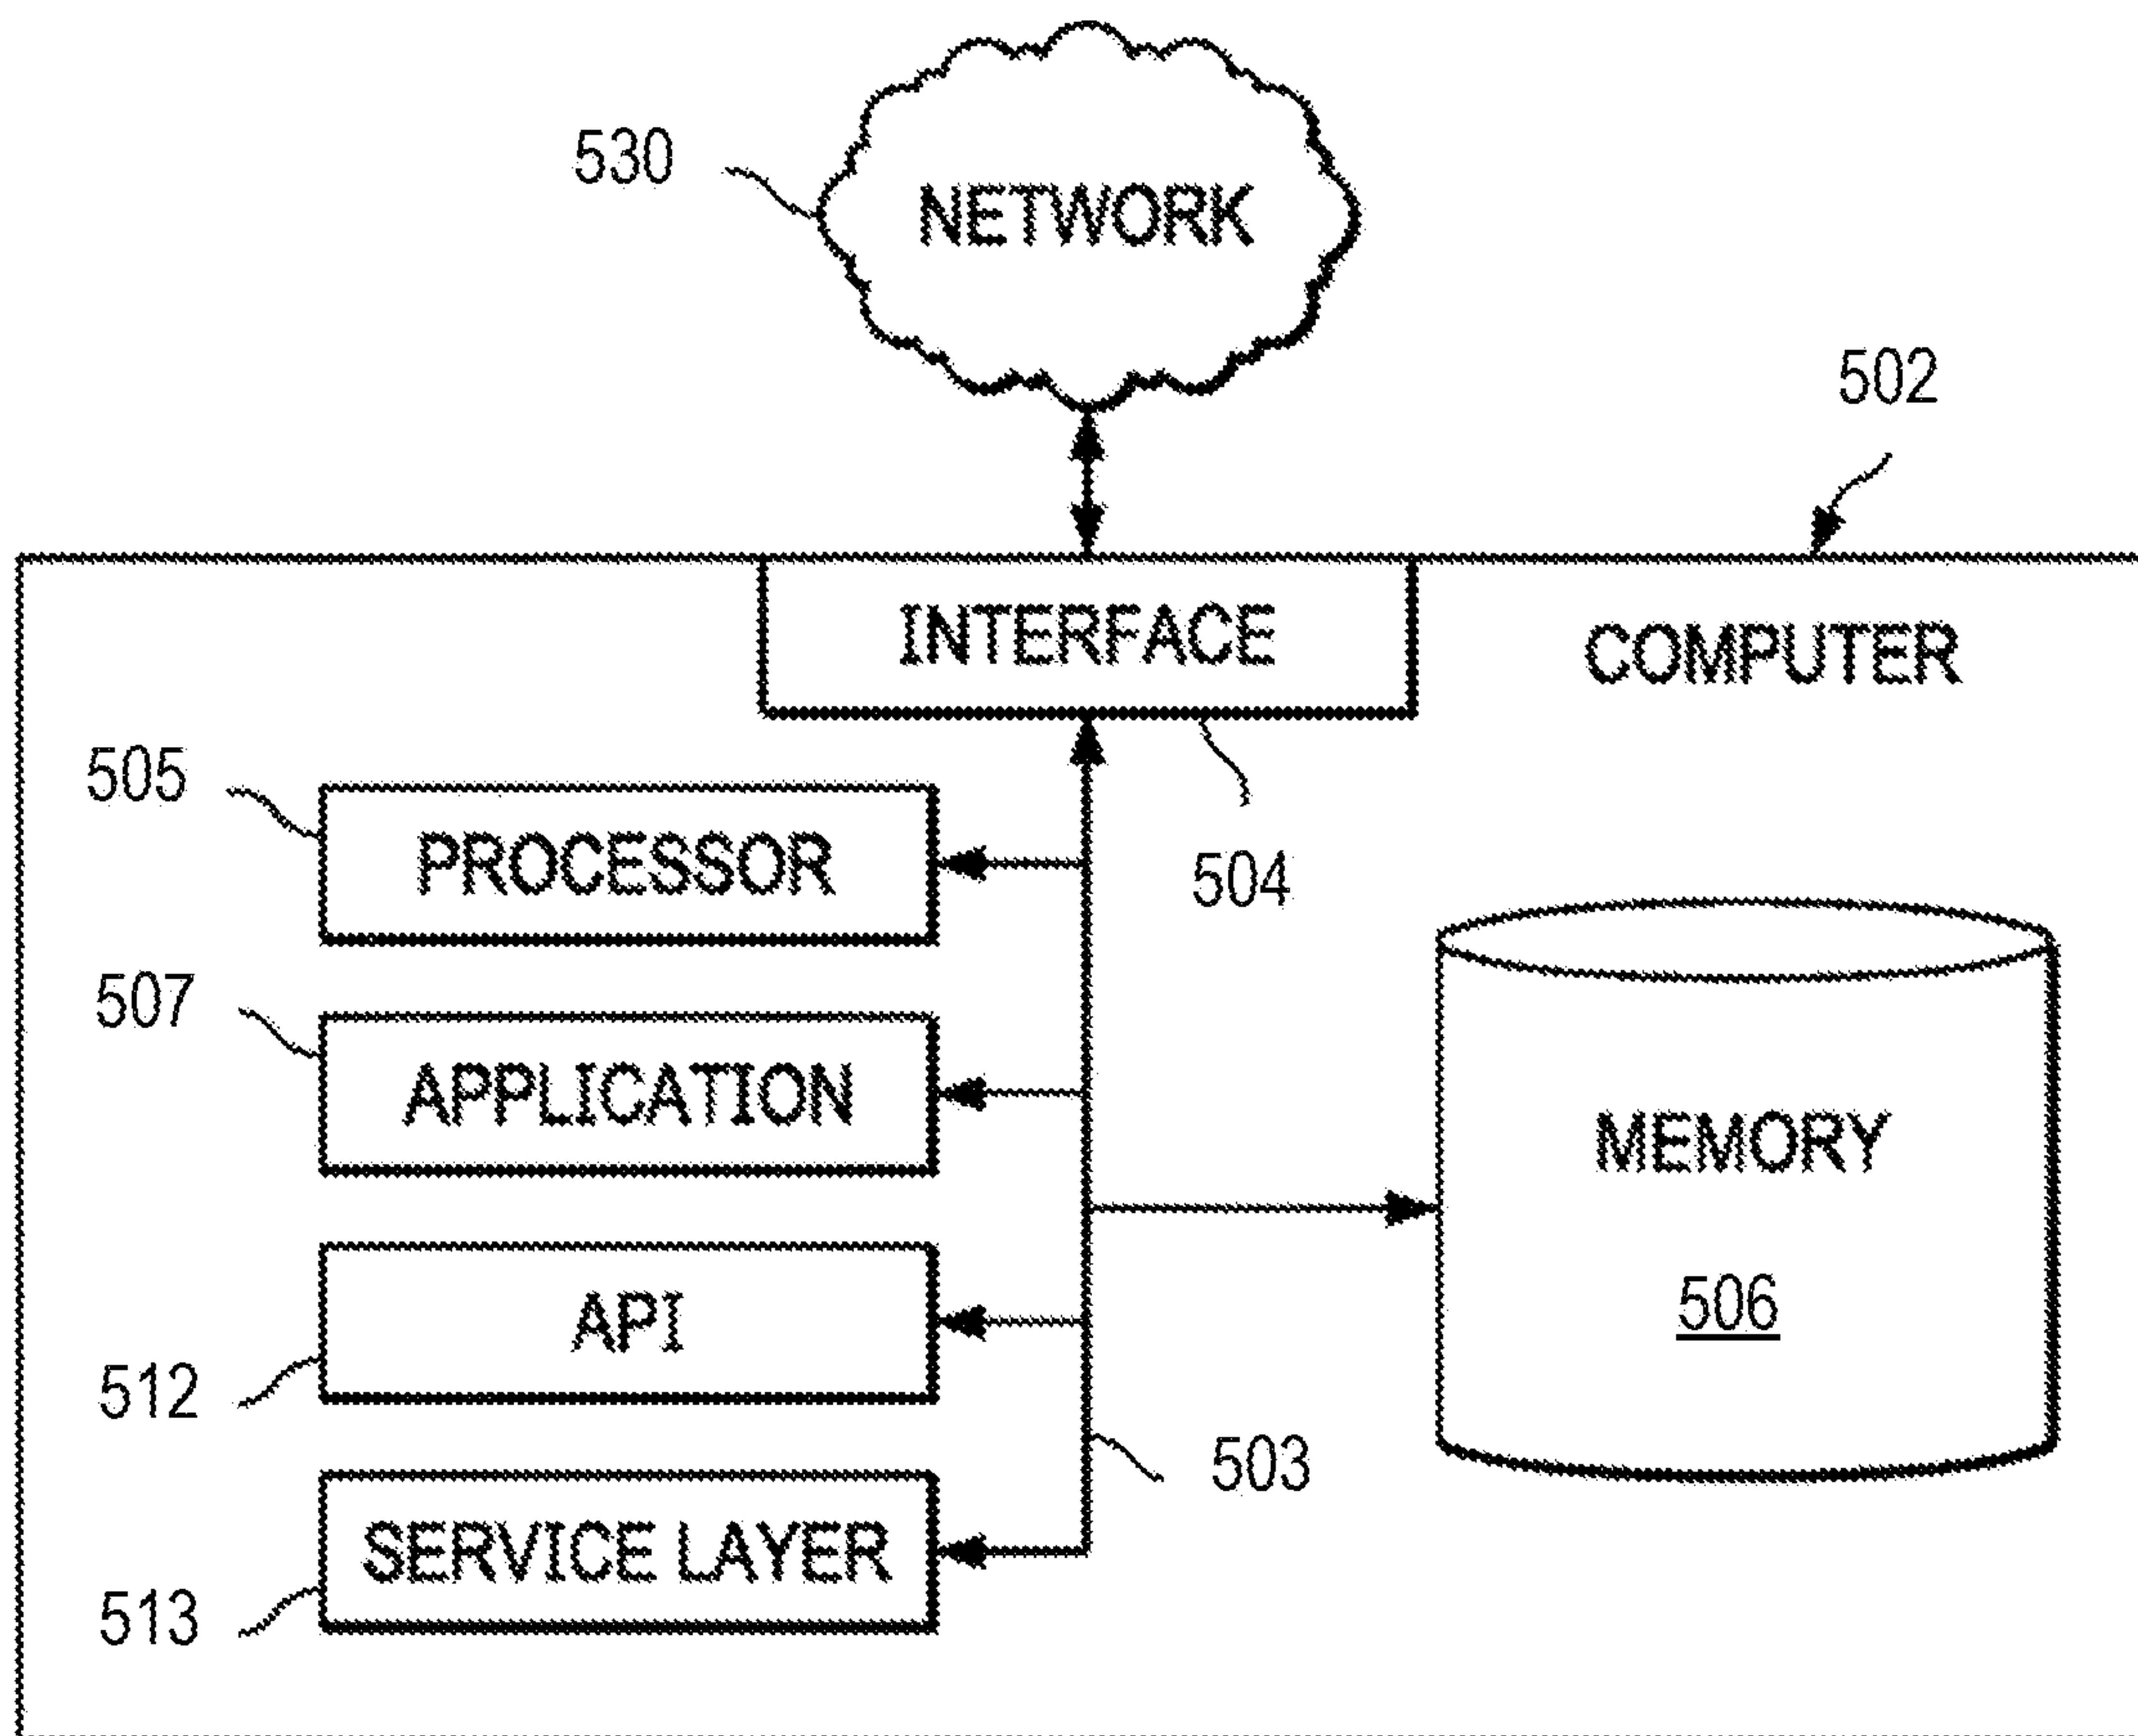 530
NETWORK
502
INTERFACE
COMPUTER
505
PROCESSOR
504
507
APPLICATION
MEMORY
506
API
512
503
SERVICE LAYER
513